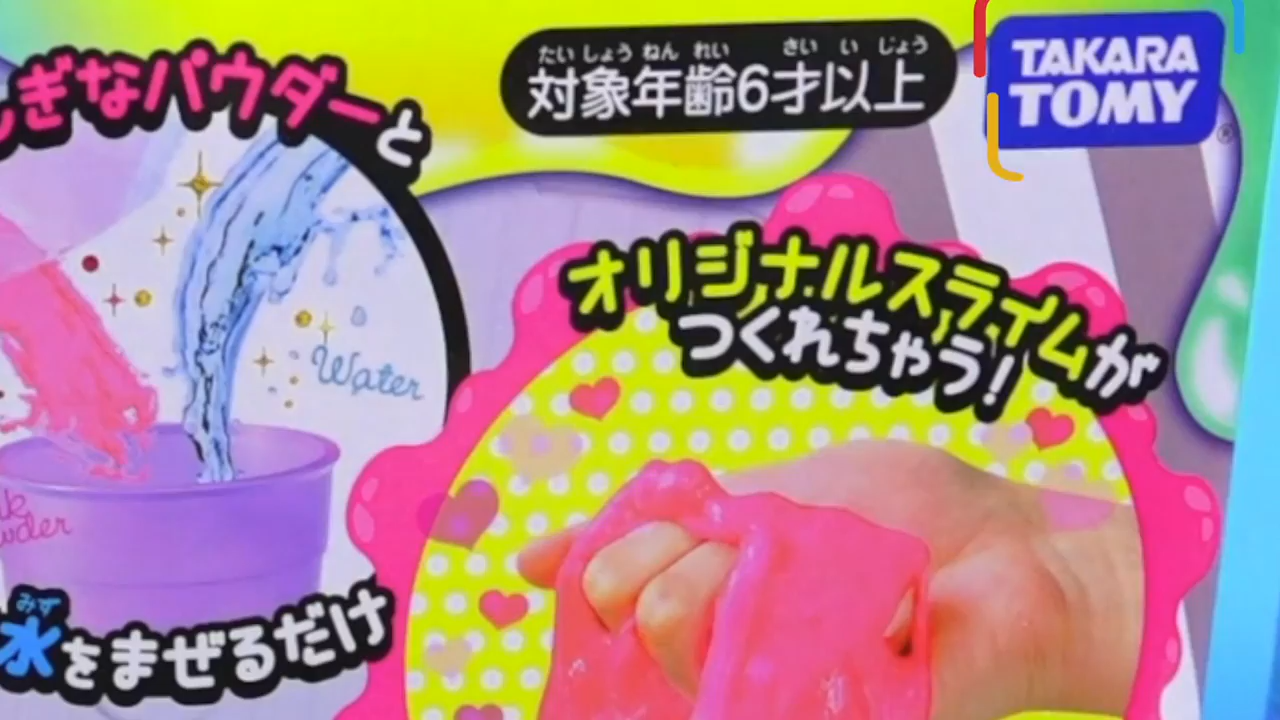 ぎなパウダーと
たいしょうねんれい さい い じょう
対象年齢6才以上
TAKARA
TOMY
®
オリジナルスライムが
つくれちゃう!
Water
みず
水をまぜるだけ